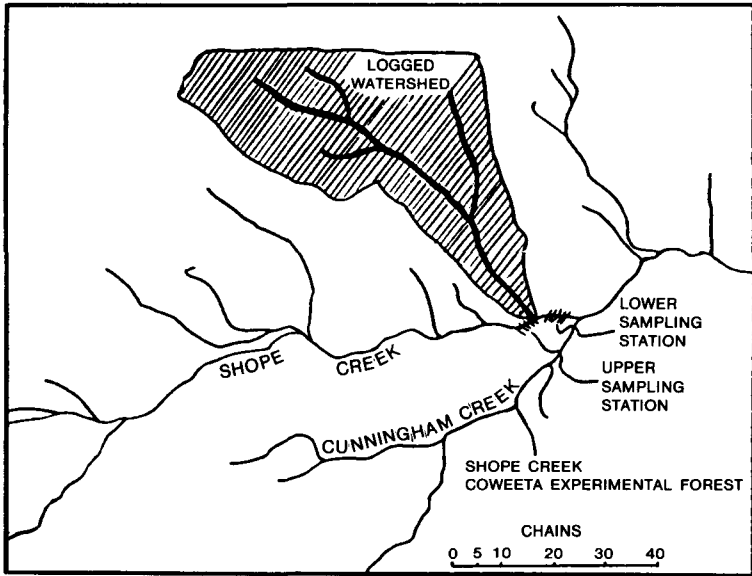 LOGGED
WATERSHED
LOWER
SAMPLING
STATION
SHOPE CREEK
UPPER
SAMPLING
STATION
CUNNINGHAM CREEK
SHOPE CREEK
COWEETA EXPERIMENTAL FOREST
CHAINS
0 5 10 20 30 40